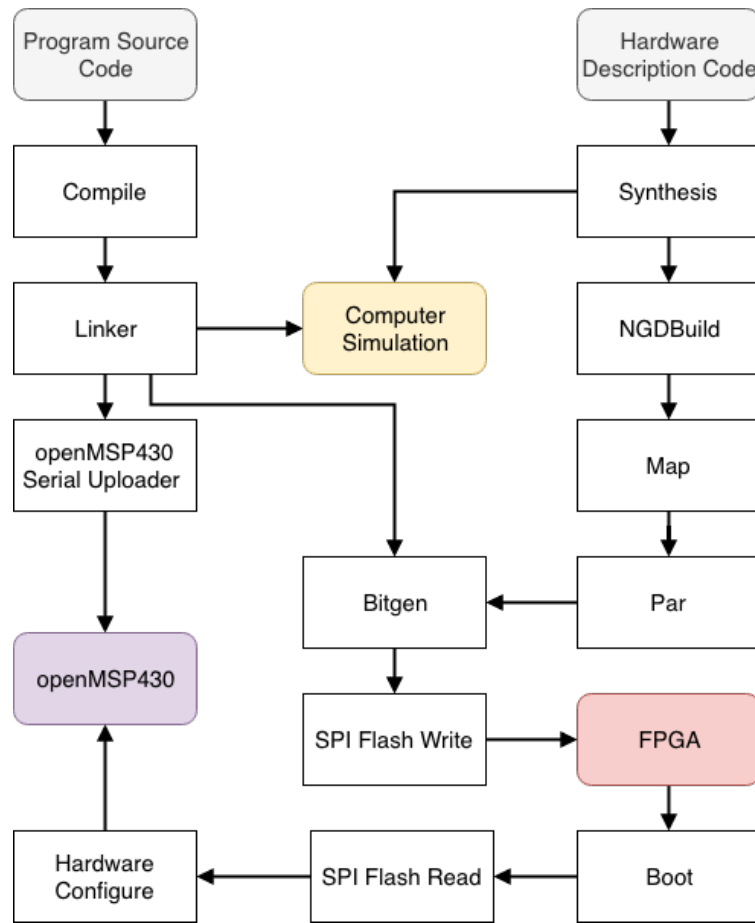 Program Source
Code
Hardware
Description Code
Compile
Synthesis
Linker
Computer
Simulation
NGDBuild
openMSP430
Serial Uploader
Map
Bitgen
Par
openMSP430
SPI Flash Write
FPGA
Hardware
Configure
SPI Flash Read
Boot